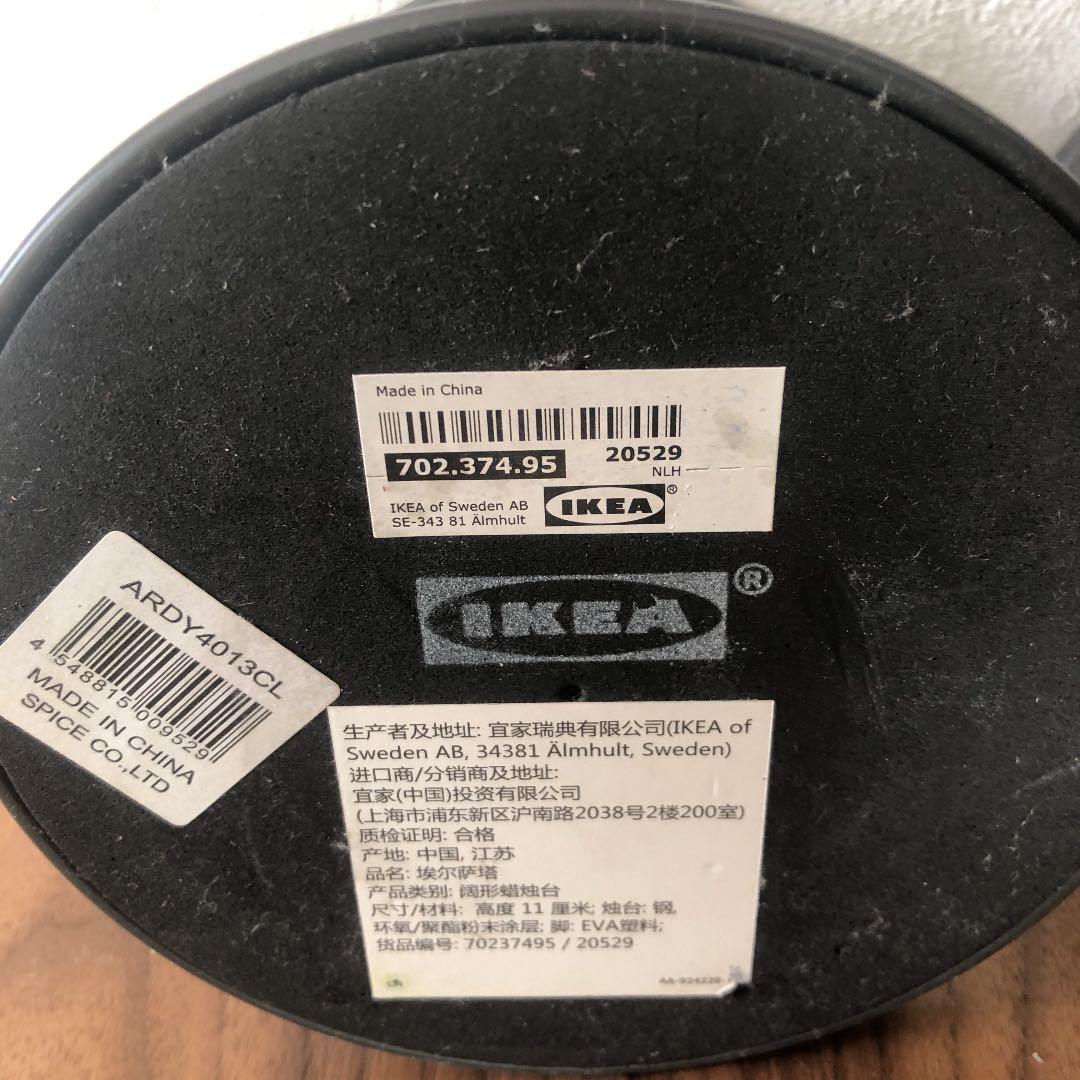 Made in China
702.374.95
20529
NLH
IKEA of Sweden AB
SE-343 81 Älmhult
IKEA®
IKEA®
ARDY4013CL
4 548815 009529
MADE IN CHINA
SPICE CO.,LTD
生产者及地址: 宜家瑞典有限公司(IKEA of
Sweden AB, 34381 Älmhult, Sweden)
进口商/分销商及地址:
宜家(中国)投资有限公司
(上海市浦东新区沪南路2038号2楼200室)
质检证明: 合格
产地: 中国, 江苏
品名: 埃尔萨塔
产品类别: 阔形蜡烛台
尺寸/材料: 高度 11 厘米; 烛台: 钢,
环氧/聚酯粉末涂层; 脚: EVA塑料;
货品编号: 70237495 / 20529